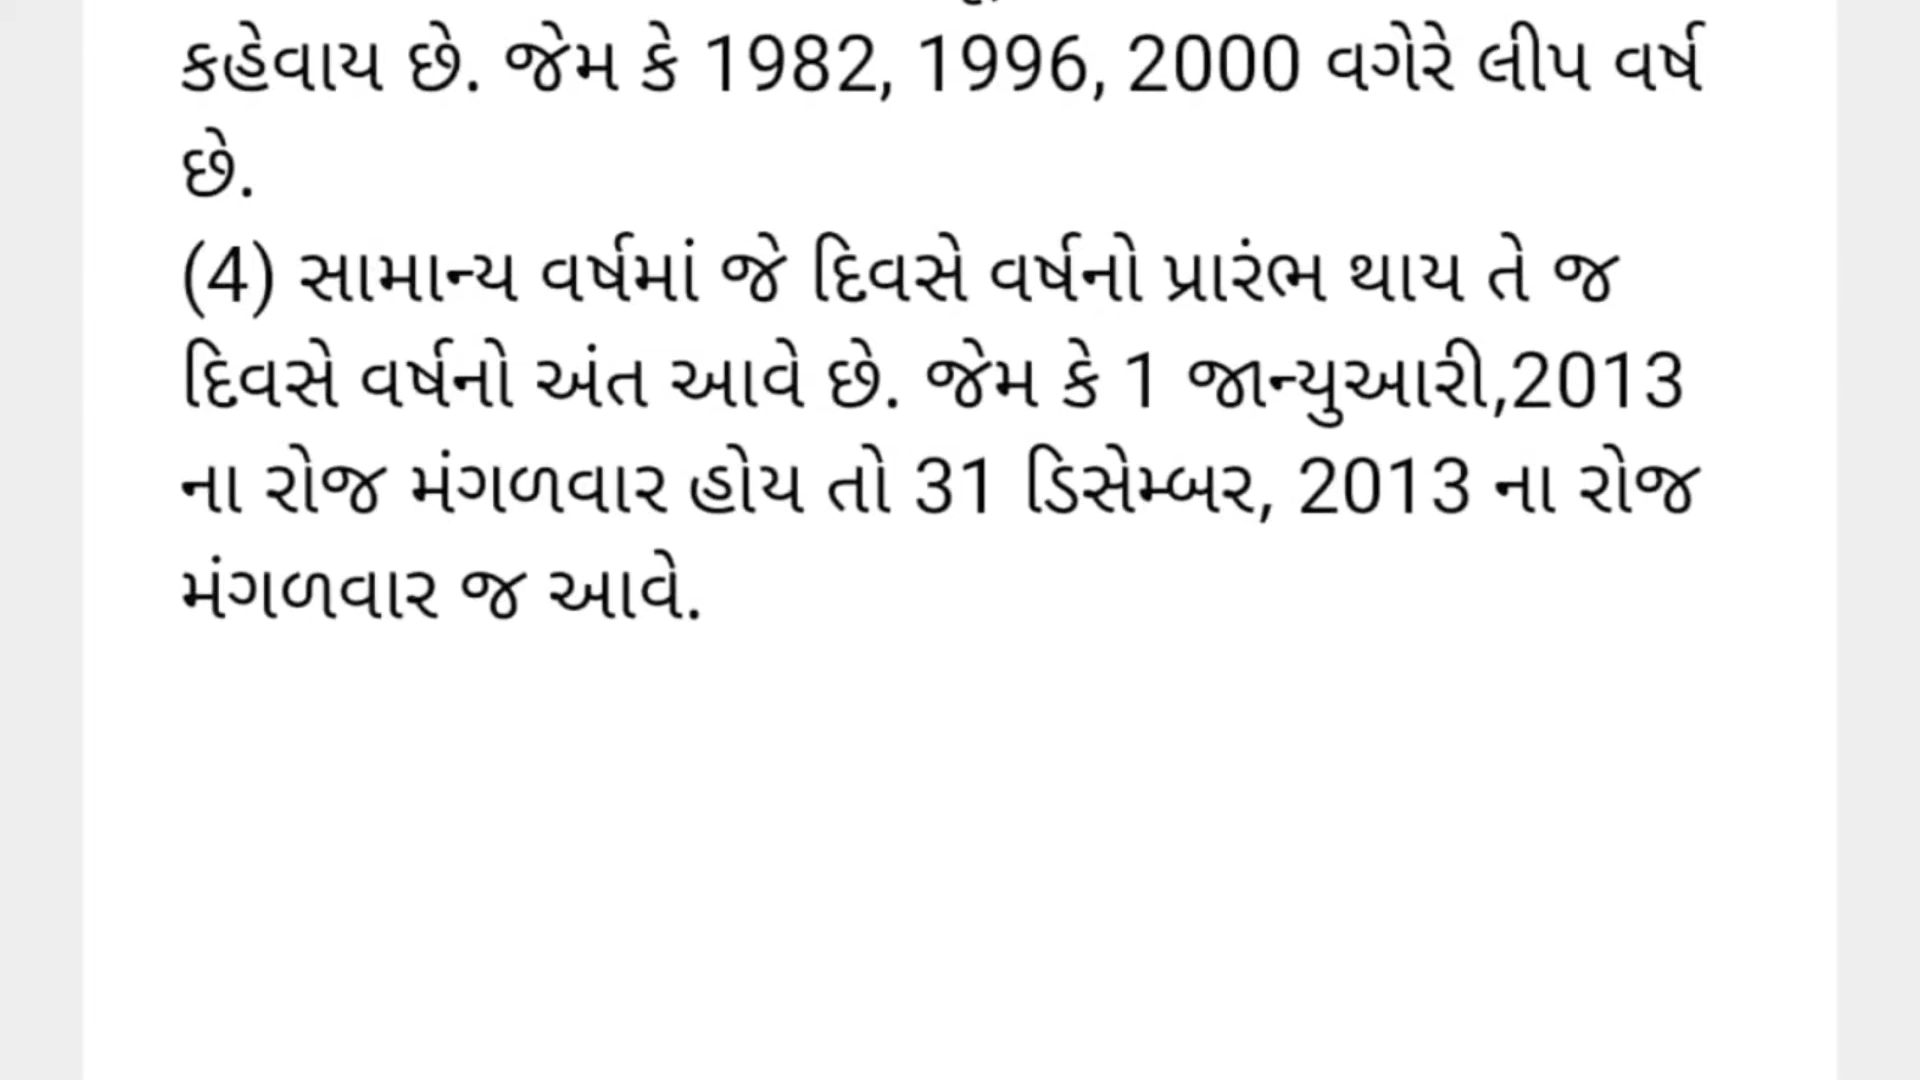 કહેવાય છે. જેમ કે 1982, 1996, 2000 વગેરે લીપ વર્ષ
છે.
(4) સામાન્ય વર્ષમાં જે દિવસે વર્ષનો પ્રારંભ થાય તે જ
દિવસે વર્ષનો અંત આવે છે. જેમ કે 1 જાન્યુઆરી,2013
ના રોજ મંગળવાર હોય તો 31 ડિસેમ્બર, 2013 ના રોજ
મંગળવાર જ આવે.